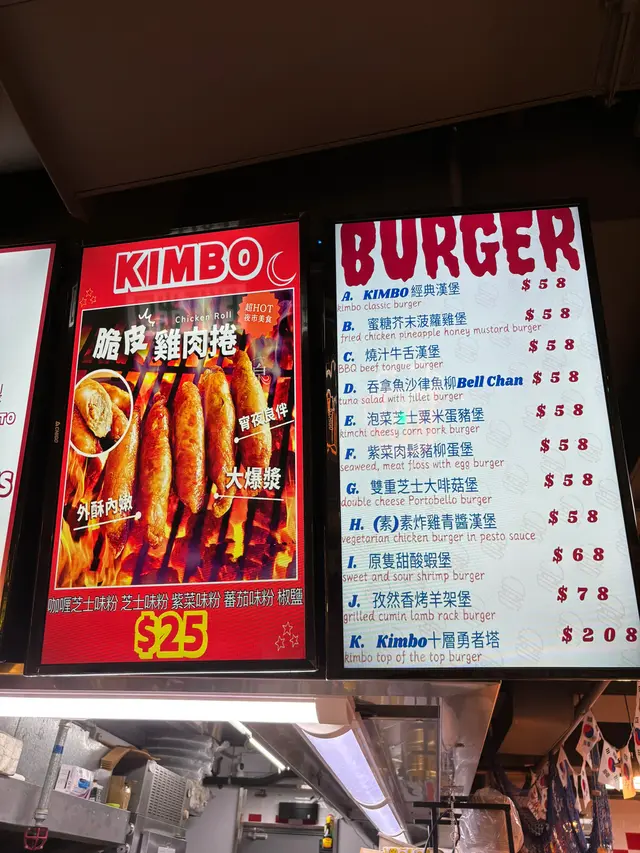 TO
S
KIMBO
Chicken Roll
脆皮雞肉捲
超HOT
夜市美食
宵夜良伴
大爆漿
外酥內嫩
咖喱芝士味粉 芝士味粉 紫菜味粉 蕃茄味粉 椒鹽
$25
BURGER
A. KIMBO 經典漢堡 $58
kimbo classic burger
B. 蜜糖芥末菠蘿雞堡 $58
fried chicken pineapple honey mustard burger
C. 燒汁牛舌漢堡 $58
BBQ beef tongue burger
D. 吞拿魚沙律魚柳Bell Chan $58
tuna salad with fillet burger
E. 泡菜芝士粟米蛋豬堡 $58
kimchi cheesy corn pork burger
F. 紫菜肉鬆豬柳蛋堡 $58
seaweed, meat floss with egg burger
G. 雙重芝士大啡菇堡 $58
double cheese Portobello burger
H. (素)素炸雞青醬漢堡 $58
vegetarian chicken burger in pesto sauce
I. 原隻甜酸蝦堡 $68
sweet and sour shrimp burger
J. 孜然香烤羊架堡 $78
grilled cumin lamb rack burger
K. Kimbo十層勇者塔 $208
kimbo top of the top burger